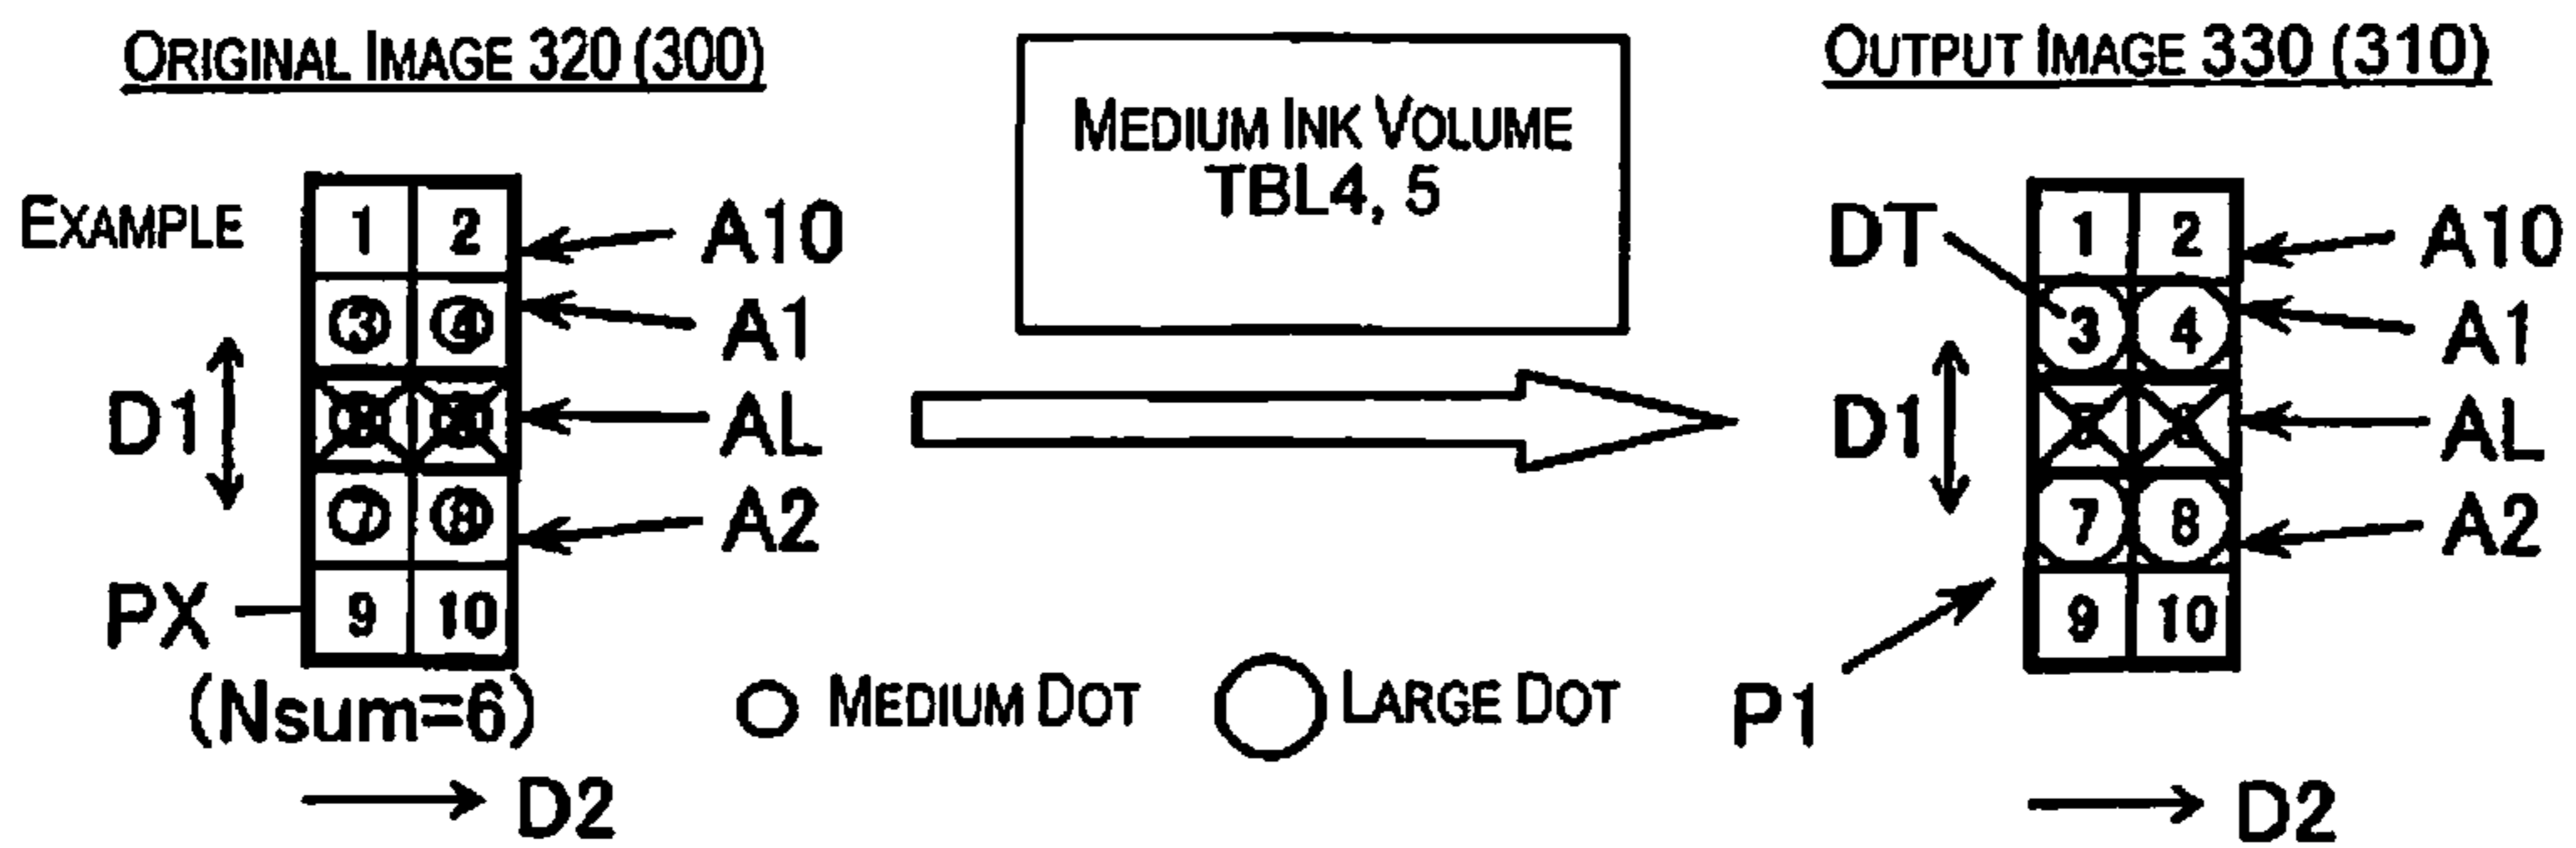 ORIGINAL IMAGE 320 (300)
MEDIUM INK VOLUME
TBL4, 5
OUTPUT IMAGE 330 (310)
EXAMPLE
1 2
A10
3 4
A1
D1
AL
7 8
A2
PX
9 10
(Nsum=6)
D2
MEDIUM DOT
LARGE DOT
DT
1 2
A10
3 4
A1
D1
5 6
AL
7 8
A2
9 10
P1
D2